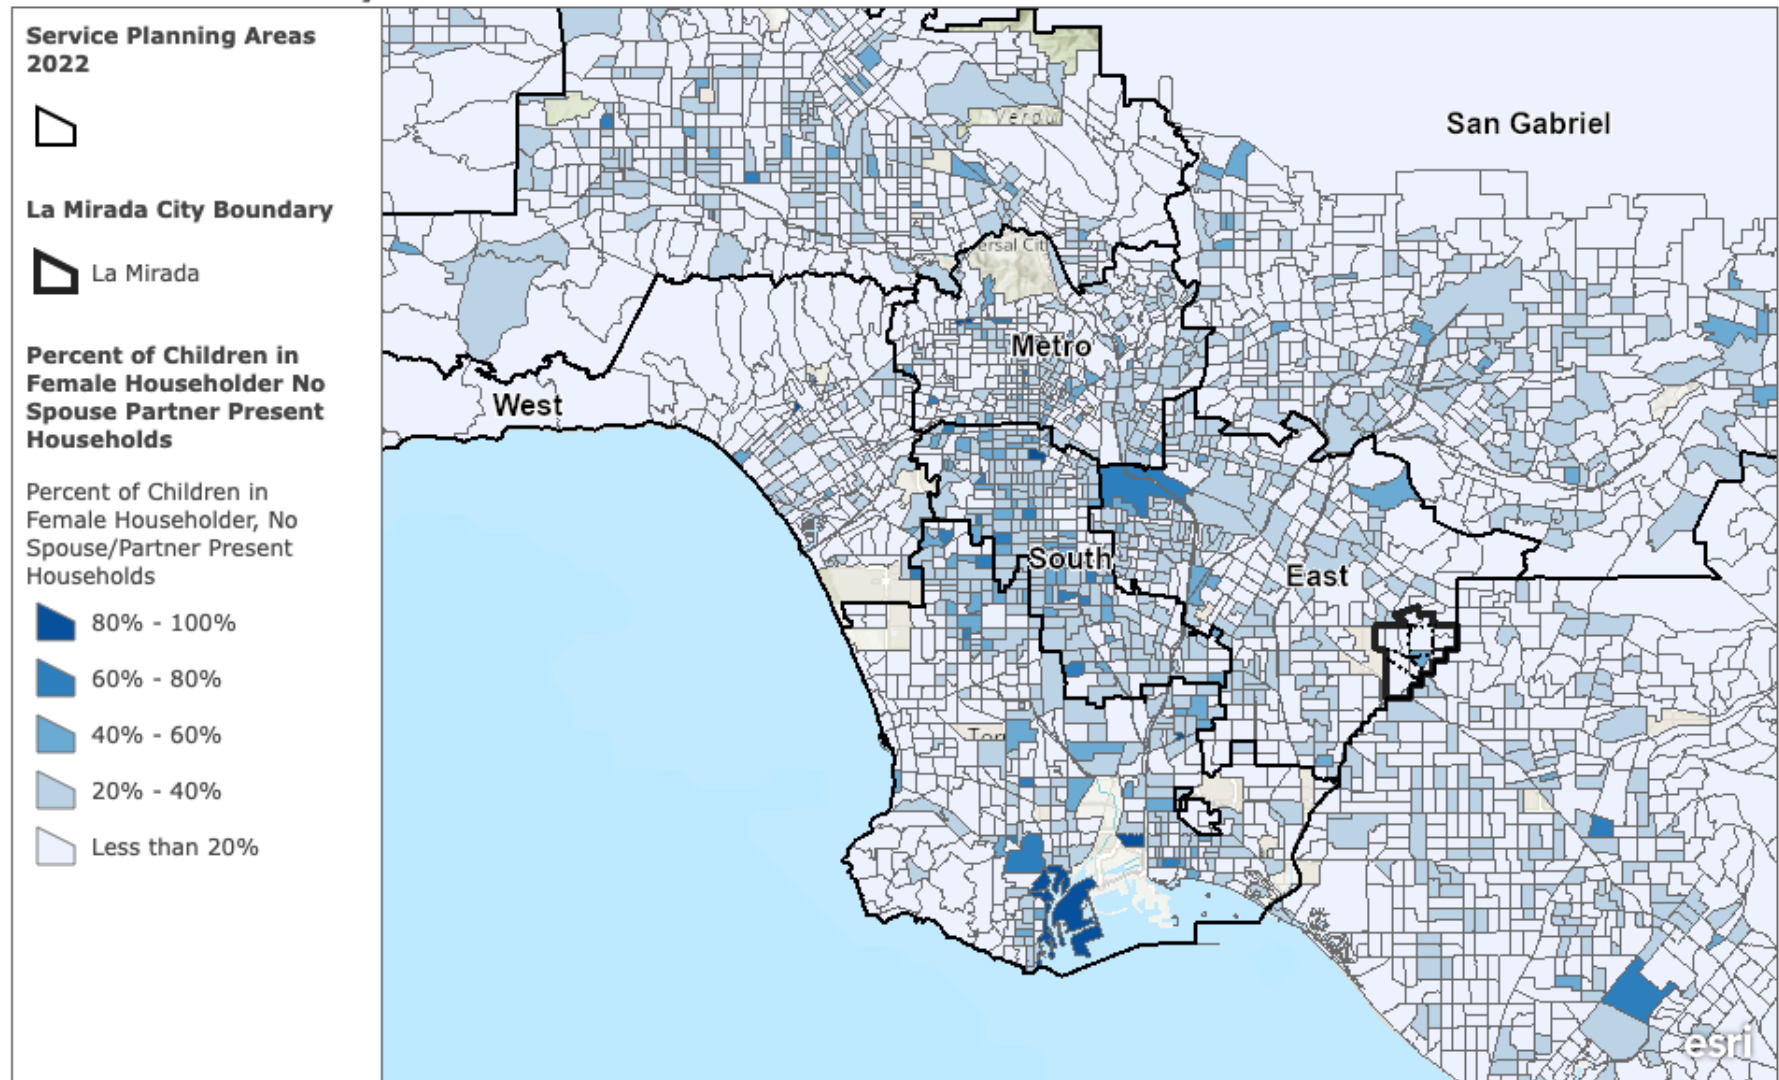 Service Planning Areas
2022
La Mirada City Boundary
La Mirada
Percent of Children in
Female Householder No
Spouse Partner Present
Households
Percent of Children in
Female Householder, No
Spouse/Partner Present
Households
80% - 100%
60% - 80%
40% - 60%
20% - 40%
Less than 20%
San Gabriel
Metro
West
South
East
esri